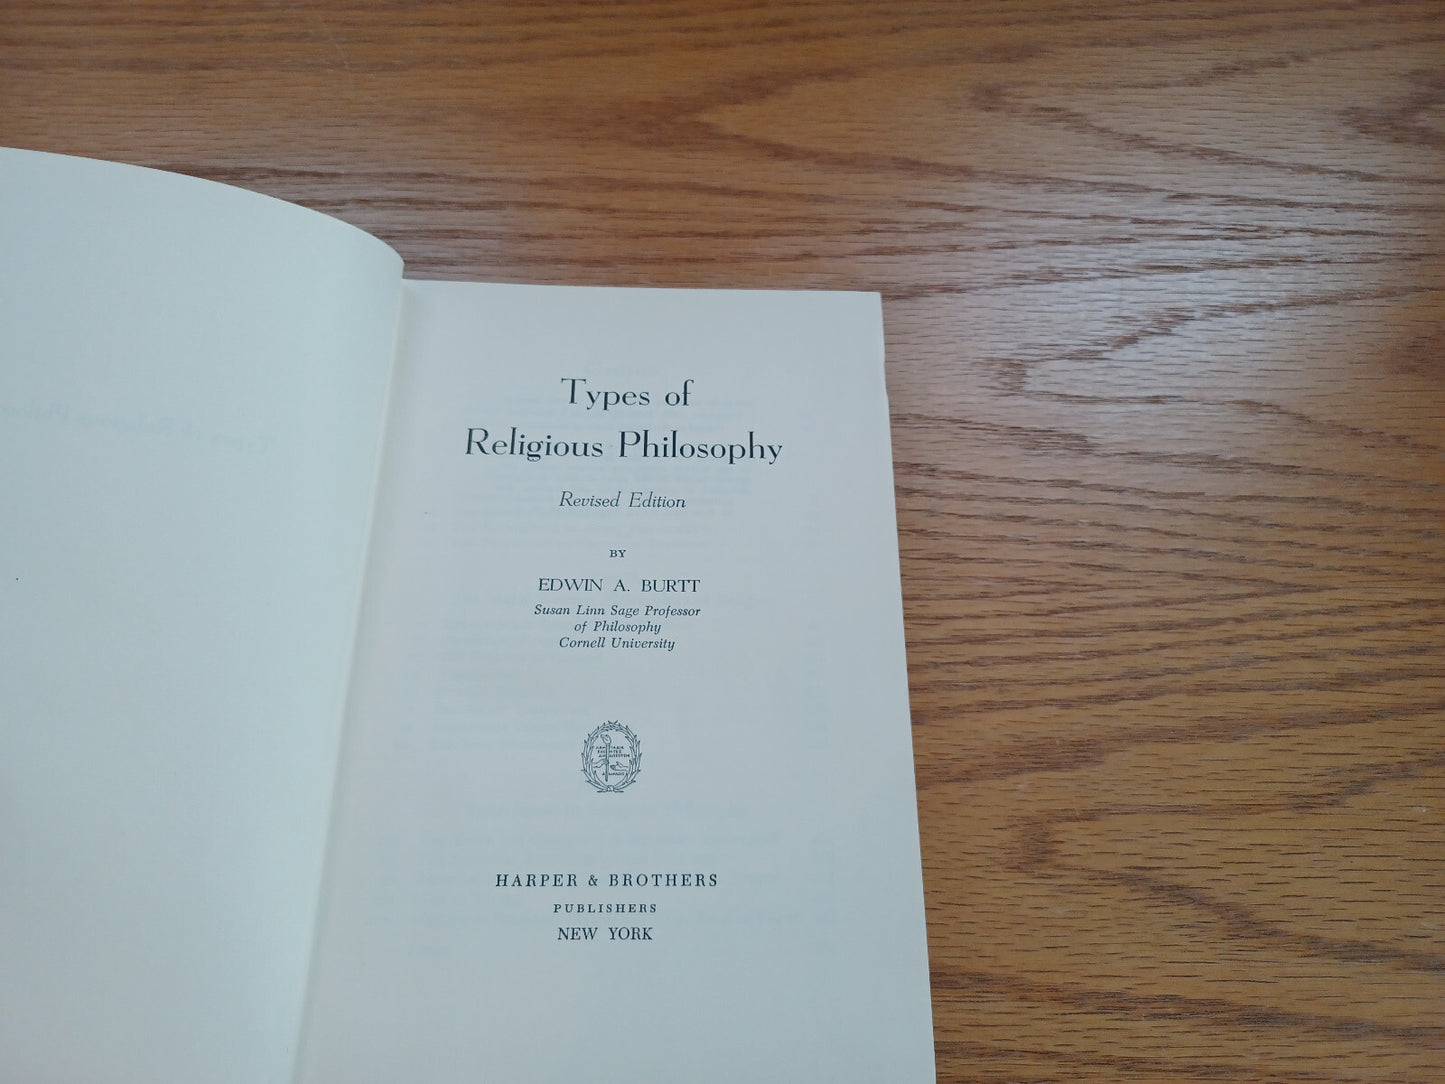 Types of
Religious Philosophy
Revised Edition
BY
EDWIN A. BURTT
Susan Linn Sage Professor
of Philosophy
Cornell University
HARPER & BROTHERS
PUBLISHERS
NEW YORK